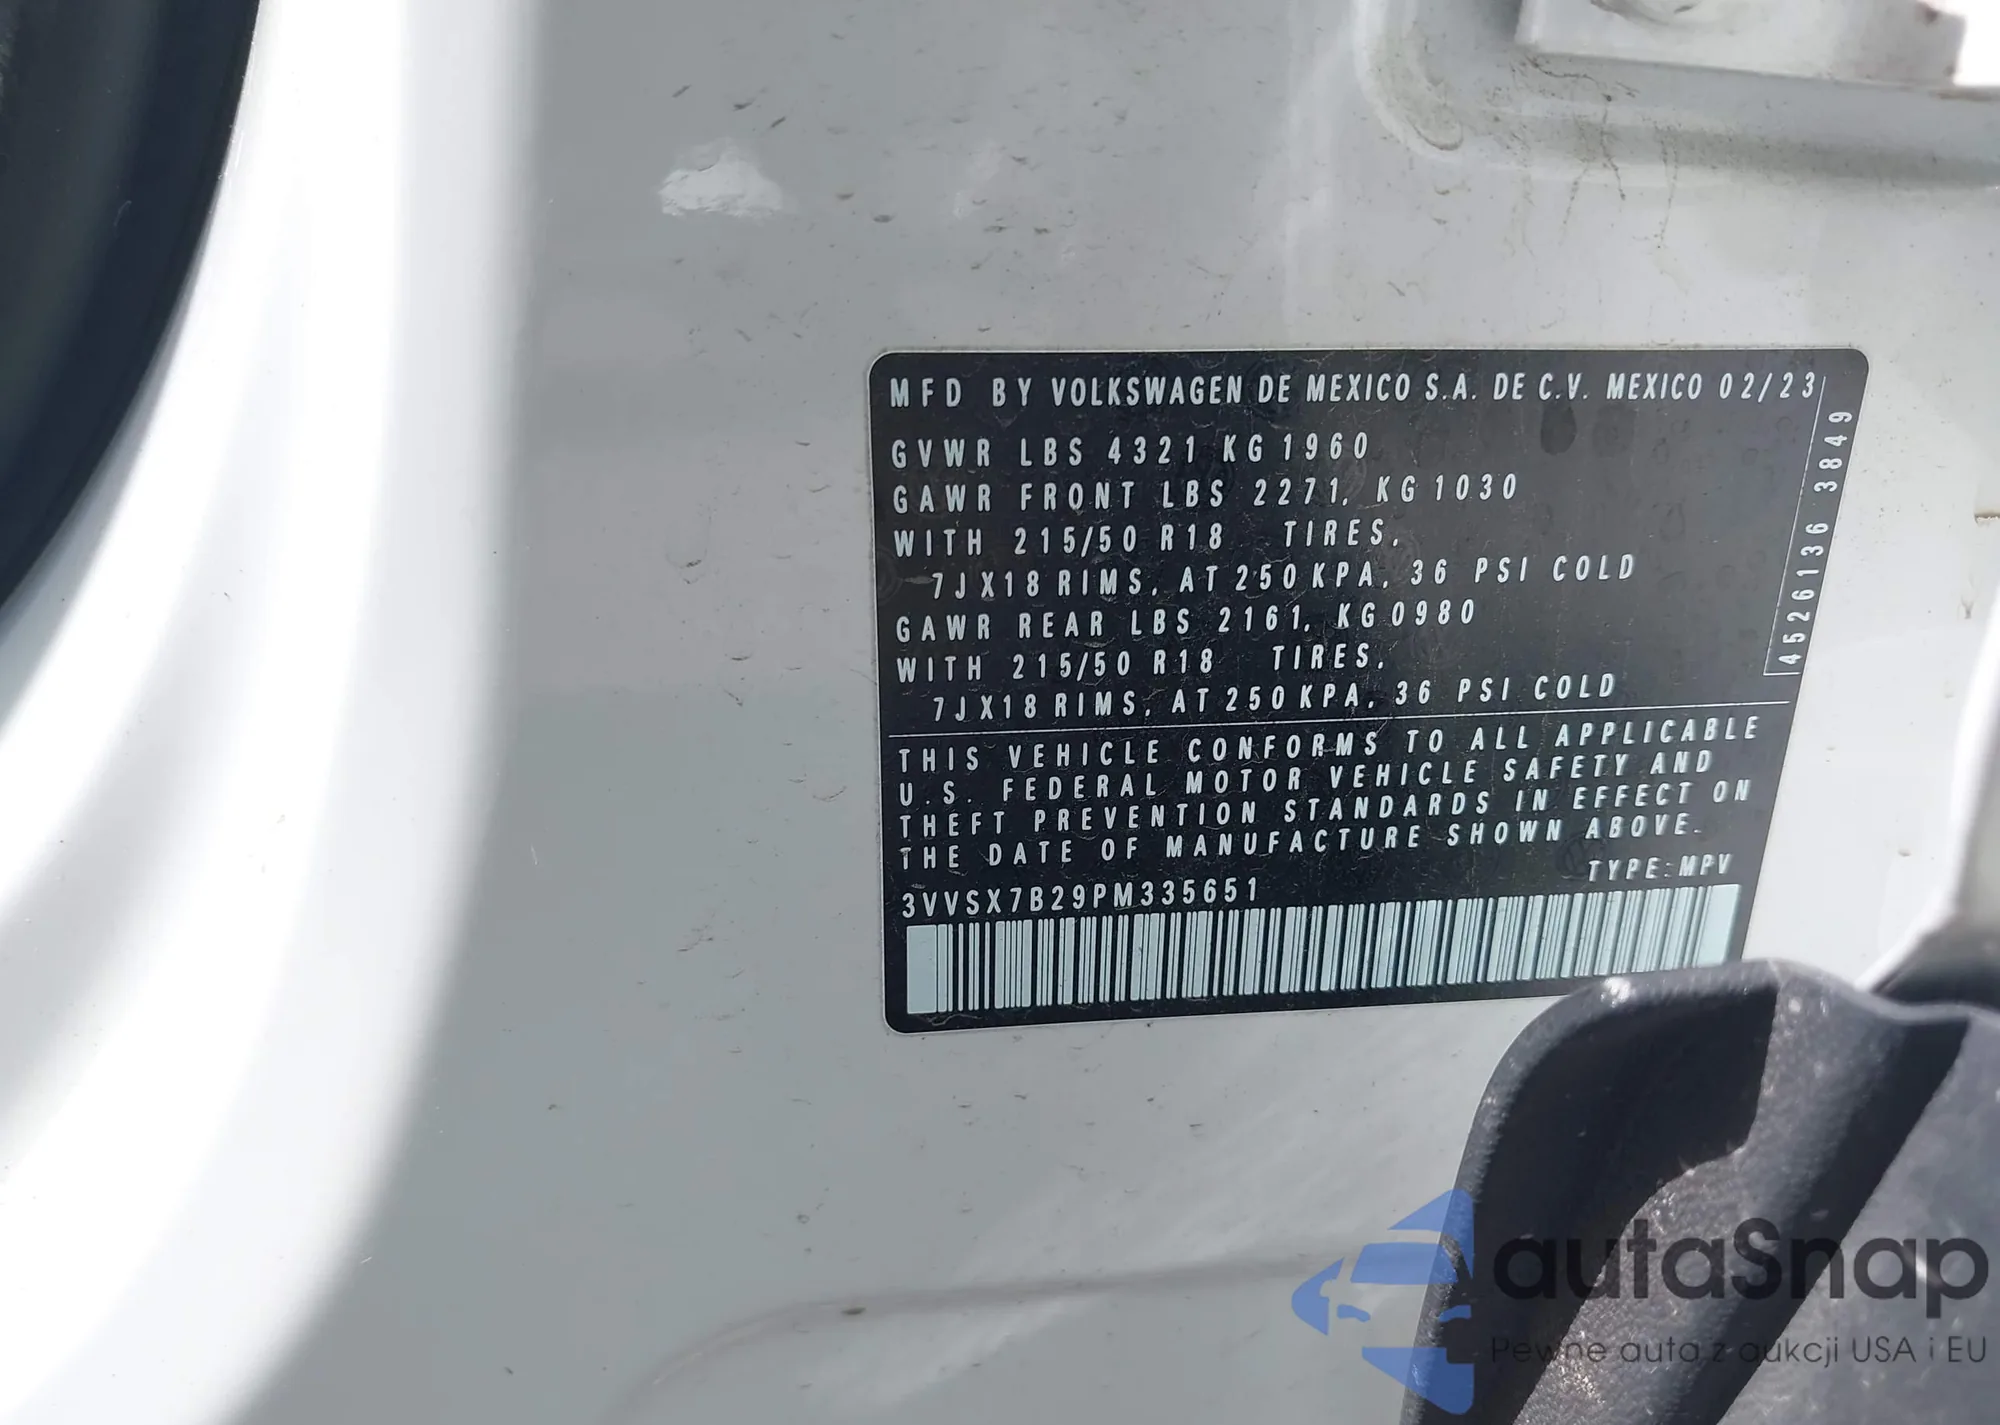 MFD BY VOLKSWAGEN DE MEXICO S.A. DE C.V. MEXICO 02/23
GVWR LBS 4321 KG 1960
GAWR FRONT LBS 2271, KG 1030
WITH 215/50 R18 TIRES,
7JX18 RIMS, AT 250 KPA, 36 PSI COLD
GAWR REAR LBS 2161, KG 0980
WITH 215/50 R18 TIRES,
7JX18 RIMS, AT 250 KPA, 36 PSI COLD
4526136 3849
THIS VEHICLE CONFORMS TO ALL APPLICABLE
U.S. FEDERAL MOTOR VEHICLE SAFETY AND
THEFT PREVENTION STANDARDS IN EFFECT ON
THE DATE OF MANUFACTURE SHOWN ABOVE.
TYPE:MPV
3VVSX7B29PM335651
autaSnap
Pewne auta z aukcji USA i EU